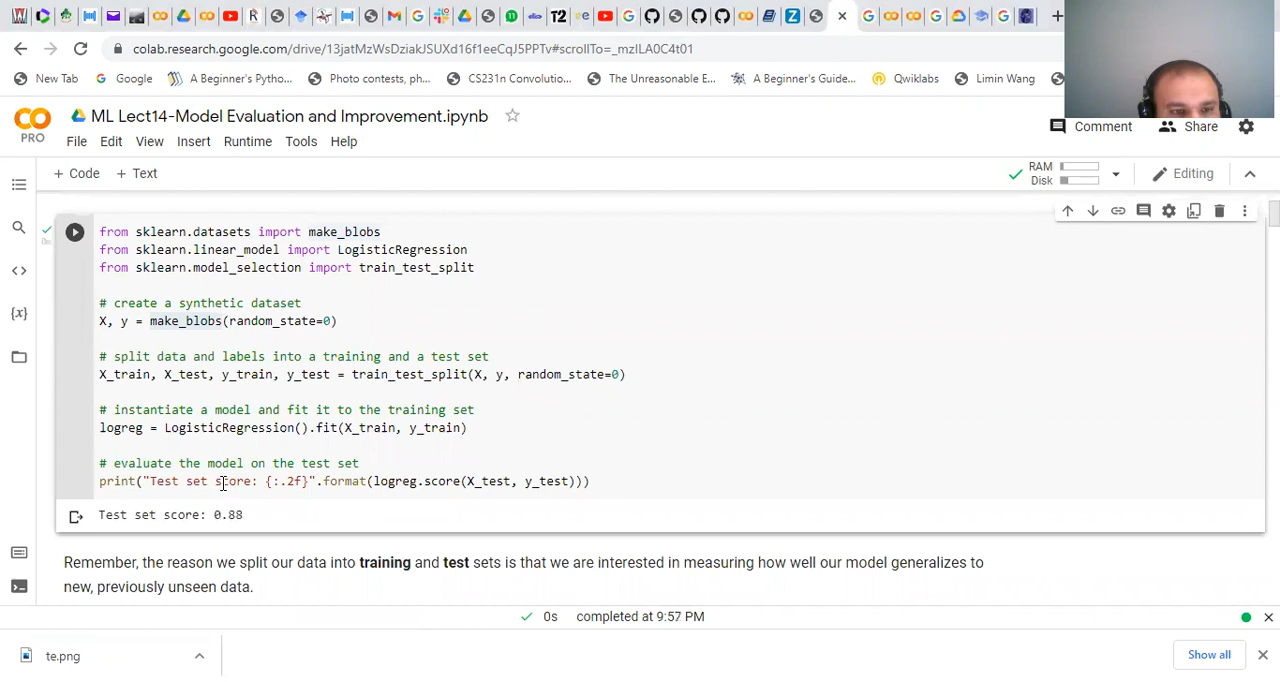 colab.research.google.com/drive/13jatMzWsDziakJSUXd16f1eeCqJ5PPTv#scrollTo=_mzILA0C4t01
New Tab Google A Beginner's Pytho... Photo contests, ph... CS231n Convolutio... The Unreasonable E... A Beginner's Guide... Qwiklabs Limin Wang
ML Lect14-Model Evaluation and Improvement.ipynb
PRO
File Edit View Insert Runtime Tools Help
Comment Share
+ Code + Text
RAM
Disk
Editing
from sklearn.datasets import make_blobs
from sklearn.linear_model import LogisticRegression
from sklearn.model_selection import train_test_split
# create a synthetic dataset
X, y = make_blobs(random_state=0)
# split data and labels into a training and a test set
X_train, X_test, y_train, y_test = train_test_split(X, y, random_state=0)
# instantiate a model and fit it to the training set
logreg = LogisticRegression().fit(X_train, y_train)
# evaluate the model on the test set
print("Test set score: {:.2f}".format(logreg.score(X_test, y_test)))
Test set score: 0.88
Remember, the reason we split our data into training and test sets is that we are interested in measuring how well our model generalizes to
new, previously unseen data.
0s completed at 9:57 PM
te.png
Show all